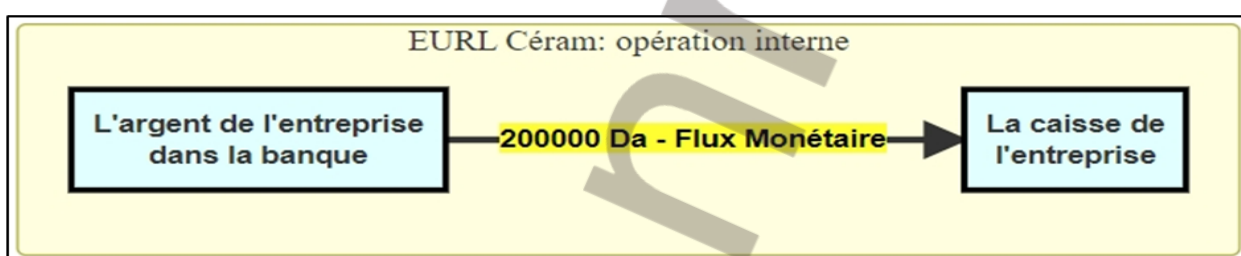 EURL Céram: opération interne
L'argent de l'entreprise
dans la banque
200000 Da - Flux Monétaire
La caisse de
l'entreprise